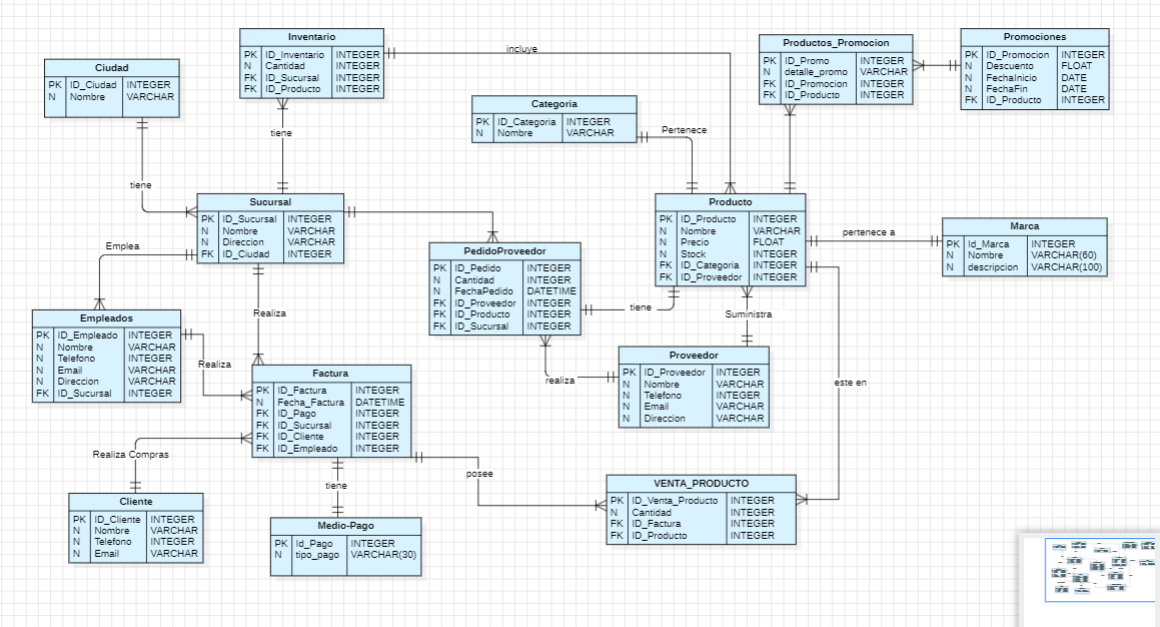 Inventario
PK ID_Inventario INTEGER
N Cantidad INTEGER
FK ID_Sucursal INTEGER
FK ID_Producto INTEGER
incluye
Productos_Promocion
PK ID_Promo INTEGER
N detalle_promo VARCHAR
FK ID_Promocion INTEGER
FK ID_Producto INTEGER
Promociones
PK ID_Promocion INTEGER
N Descuento FLOAT
N FechaInicio DATE
N FechaFin DATE
FK ID_Producto INTEGER
Ciudad
PK ID_Ciudad INTEGER
N Nombre VARCHAR
Categoria
PK ID_Categoria INTEGER
N Nombre VARCHAR
tiene
Pertenece
tiene
Sucursal
PK ID_Sucursal INTEGER
N Nombre VARCHAR
N Direccion VARCHAR
FK ID_Ciudad INTEGER
Producto
PK ID_Producto INTEGER
N Nombre VARCHAR
N Precio FLOAT
N Stock INTEGER
FK ID_Categoria INTEGER
FK ID_Proveedor INTEGER
pertenece a
Marca
PK Id_Marca INTEGER
N Nombre VARCHAR(60)
N descripcion VARCHAR(100)
Emplea
PedidoProveedor
PK ID_Pedido INTEGER
N Cantidad INTEGER
N FechaPedido DATETIME
FK ID_Proveedor INTEGER
FK ID_Producto INTEGER
FK ID_Sucursal INTEGER
tiene
Realiza
Suministra
Empleados
PK ID_Empleado INTEGER
N Nombre VARCHAR
N Telefono INTEGER
N Email VARCHAR
N Direccion VARCHAR
FK ID_Sucursal INTEGER
Realiza
Proveedor
PK ID_Proveedor INTEGER
N Nombre VARCHAR
N Telefono INTEGER
N Email VARCHAR
N Direccion VARCHAR
realiza
este en
Factura
PK ID_Factura INTEGER
N Fecha_Factura DATETIME
FK ID_Pago INTEGER
FK ID_Sucursal INTEGER
FK ID_Cliente INTEGER
FK ID_Empleado INTEGER
Realiza Compras
posee
tiene
VENTA_PRODUCTO
PK ID_Venta_Producto INTEGER
N Cantidad INTEGER
FK ID_Factura INTEGER
FK ID_Producto INTEGER
Cliente
PK ID_Cliente INTEGER
N Nombre VARCHAR
N Telefono INTEGER
N Email VARCHAR
Medio-Pago
PK Id_Pago INTEGER
N tipo_pago VARCHAR(30)